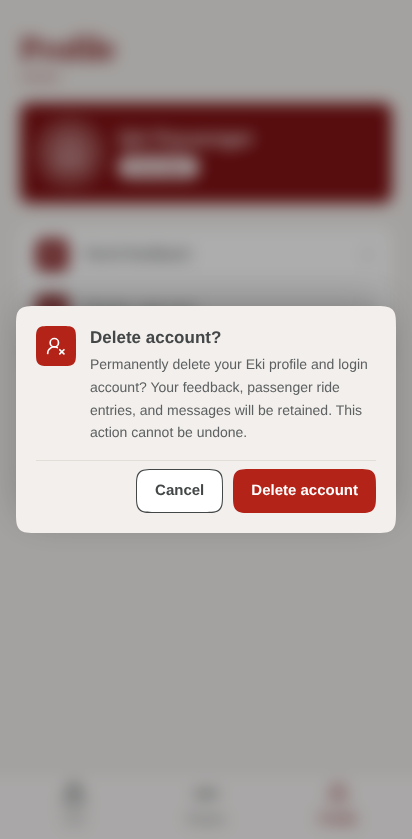 Profile
Delete account?
Permanently delete your Eki profile and login
account? Your feedback, passenger ride
entries, and messages will be retained. This
action cannot be undone.
Cancel
Delete account